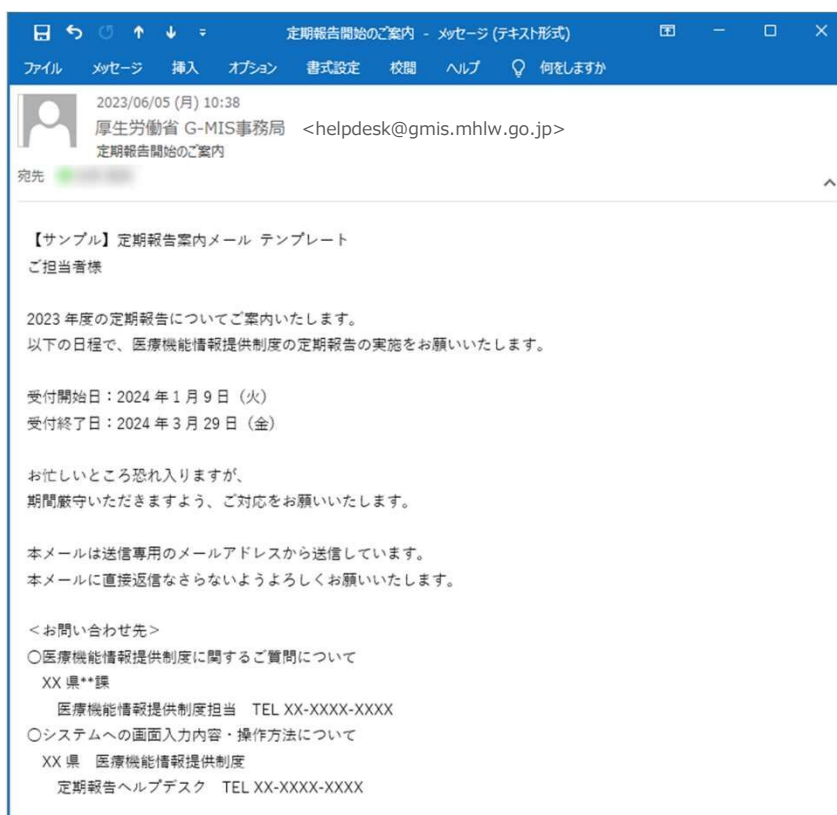 定期報告開始のご案内 - メッセージ (テキスト形式)
ファイル メッセージ 挿入 オプション 書式設定 校閲 ヘルプ 何をしますか
2023/06/05 (月) 10:38
厚生労働省 G-MIS事務局 <helpdesk@gmis.mhlw.go.jp>
定期報告開始のご案内
宛先
【サンプル】定期報告案内メール テンプレート
ご担当者様
2023 年度の定期報告についてご案内いたします。
以下の日程で、医療機能情報提供制度の定期報告の実施をお願いいたします。
受付開始日：2024 年 1 月 9 日（火）
受付終了日：2024 年 3 月 29 日（金）
お忙しいところ恐れ入りますが、
期間厳守いただきますよう、ご対応をお願いいたします。
本メールは送信専用のメールアドレスから送信しています。
本メールに直接返信なさらないようよろしくお願いいたします。
＜お問い合わせ先＞
○医療機能情報提供制度に関するご質問について
XX 県**課
医療機能情報提供制度担当 TEL XX-XXXX-XXXX
○システムへの画面入力内容・操作方法について
XX 県 医療機能情報提供制度
定期報告ヘルプデスク TEL XX-XXXX-XXXX